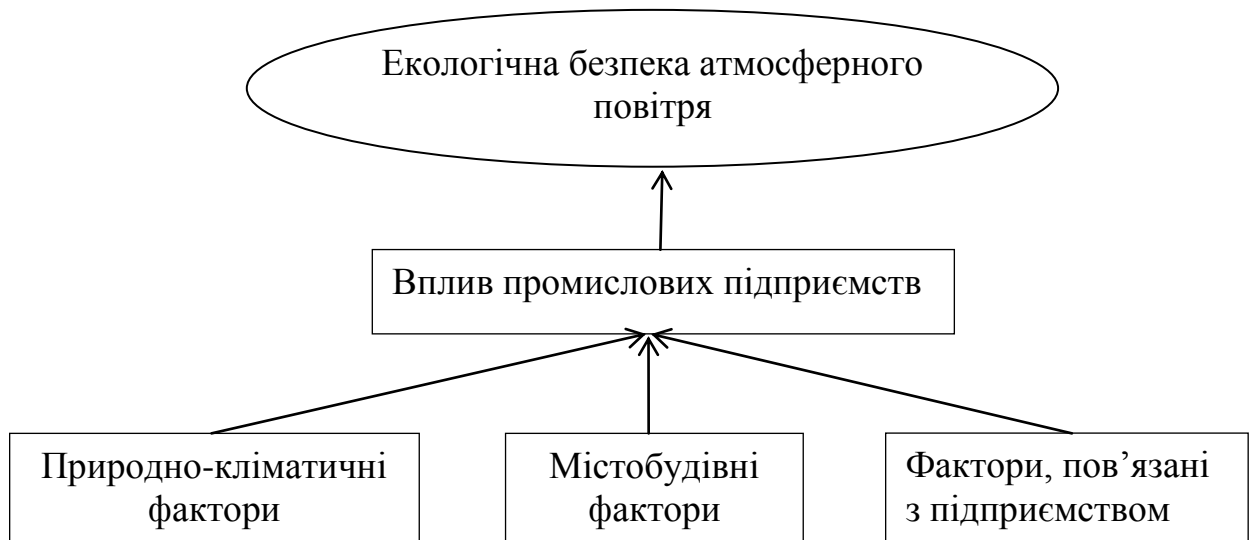 Екологічна безпека атмосферного
повітря
Вплив промислових підприємств
Природно-кліматичні
фактори
Містобудівні
фактори
Фактори, пов’язані
з підприємством